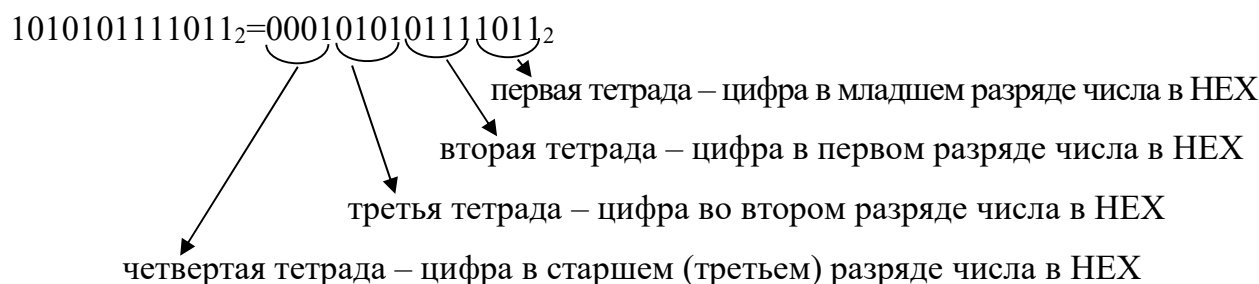 1010101111011₂=0001010101111011₂
первая тетрада – цифра в младшем разряде числа в HEX
вторая тетрада – цифра в первом разряде числа в HEX
третья тетрада – цифра во втором разряде числа в HEX
четвертая тетрада – цифра в старшем (третьем) разряде числа в HEX